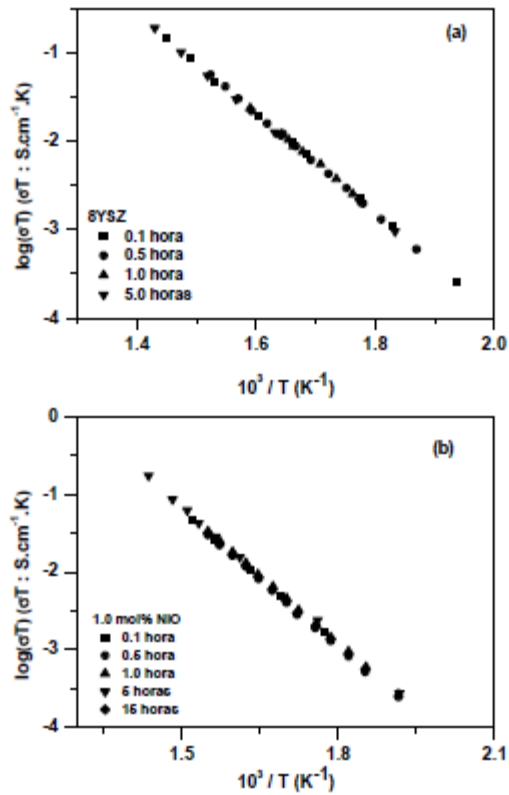 (a)
-1
-2
-3
-4
log(σT) (σT : S.cm⁻¹.K)
8YSZ
0.1 hora
0.5 hora
1.0 hora
5.0 horas
1.4 1.6 1.8 2.0
10³ / T (K⁻¹)
(b)
0
-1
-2
-3
-4
log(σT) (σT : S.cm⁻¹.K)
1.0 mol% NIO
0.1 hora
0.5 hora
1.0 hora
5 horas
15 horas
1.5 1.8 2.1
10³ / T (K⁻¹)